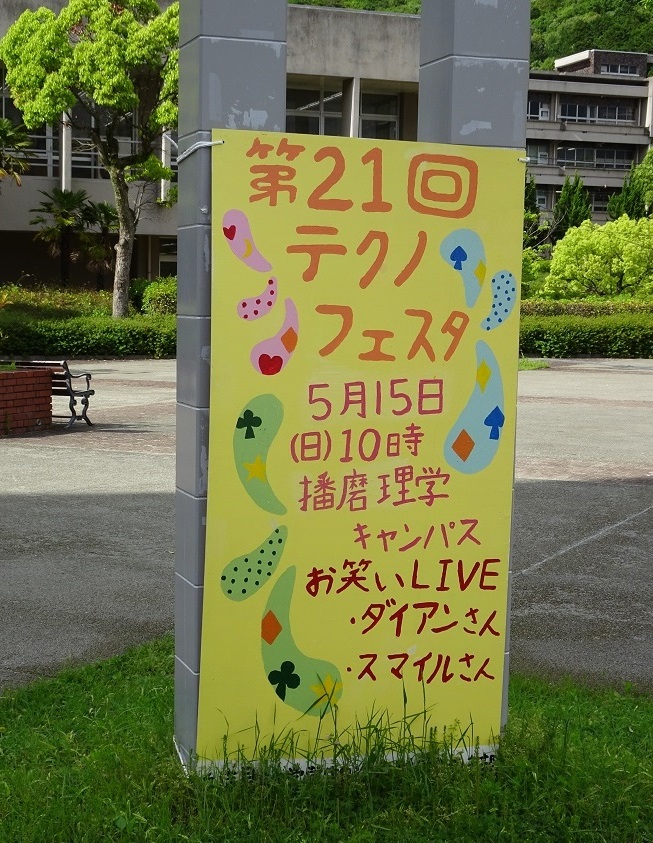 第21回
テクノ
フェスタ
5月15日
(日)10時
播磨理学
キャンパス
お笑いLIVE
・ダイアンさん
・スマイルさん